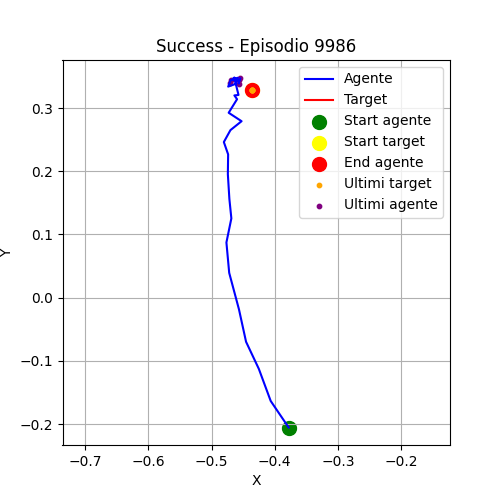 Success - Episodio 9986
Agente
Target
Start agente
Start target
End agente
Ultimi target
Ultimi agente
0.3
0.2
0.1
0.0
−0.1
−0.2
Y
−0.7
−0.6
−0.5
−0.4
−0.3
−0.2
X